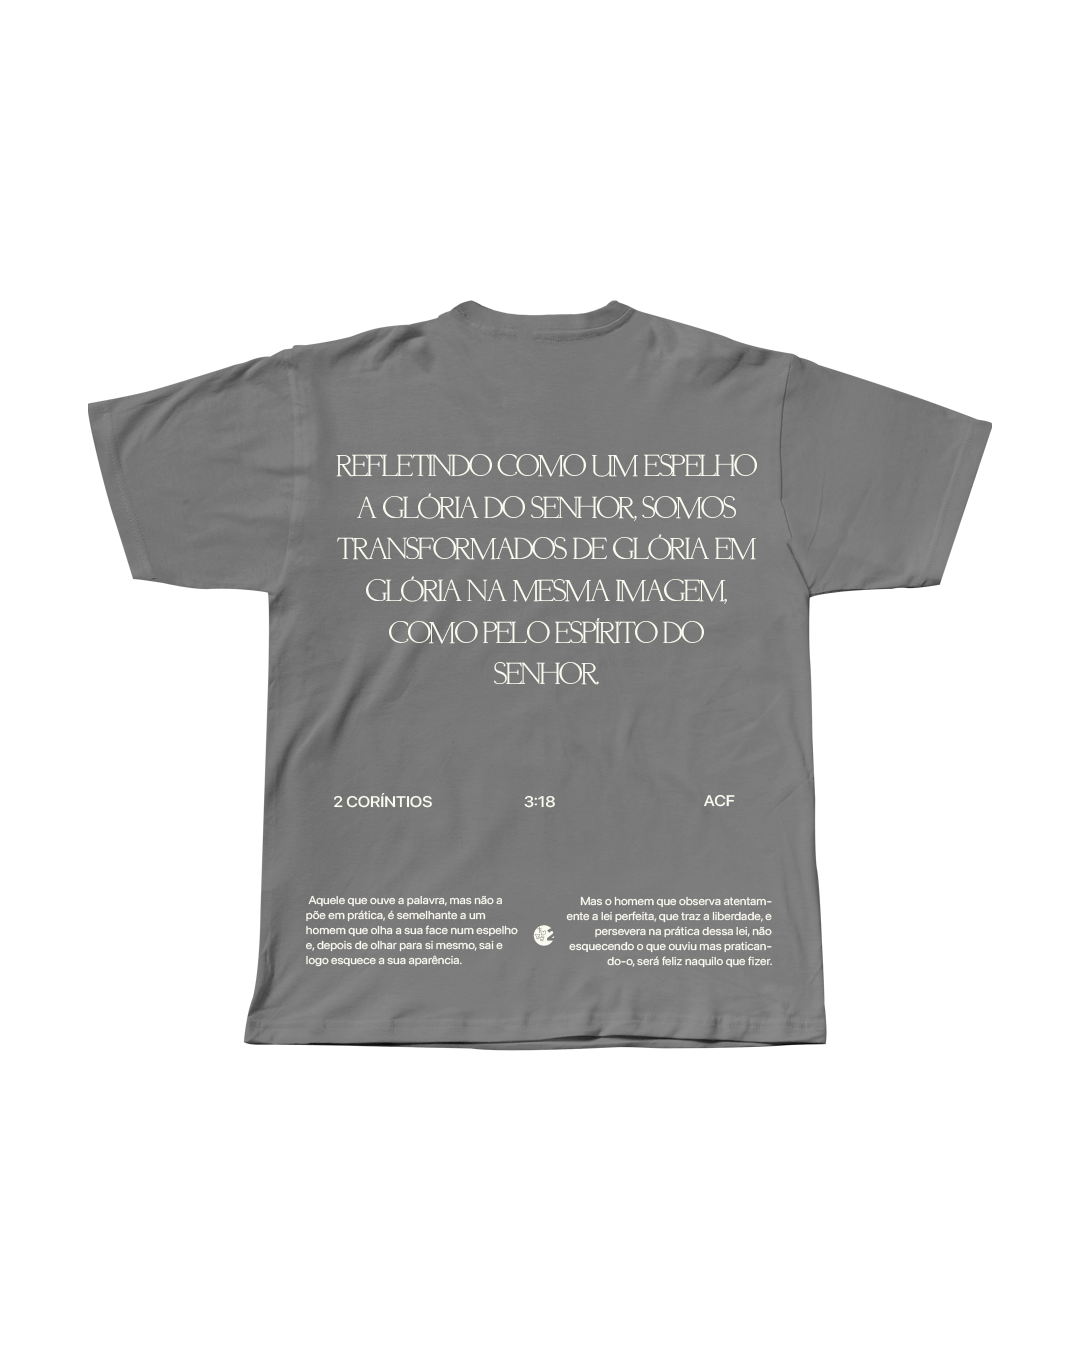 REFLETINDO COMO UM ESPELHO
A GLÓRIA DO SENHOR, SOMOS
TRANSFORMADOS DE GLÓRIA EM
GLÓRIA NA MESMA IMAGEM,
COMO PELO ESPÍRITO DO
SENHOR.
2 CORÍNTIOS 3:18 ACF
Aquele que ouve a palavra, mas não a
põe em prática, é semelhante a um
homem que olha a sua face num espelho
e, depois de olhar para si mesmo, sai e
logo esquece a sua aparência.
Mas o homem que observa atentam-
ente a lei perfeita, que traz a liberdade, e
persevera na prática dessa lei, não
esquecendo o que ouviu mas pratican-
do-o, será feliz naquilo que fizer.